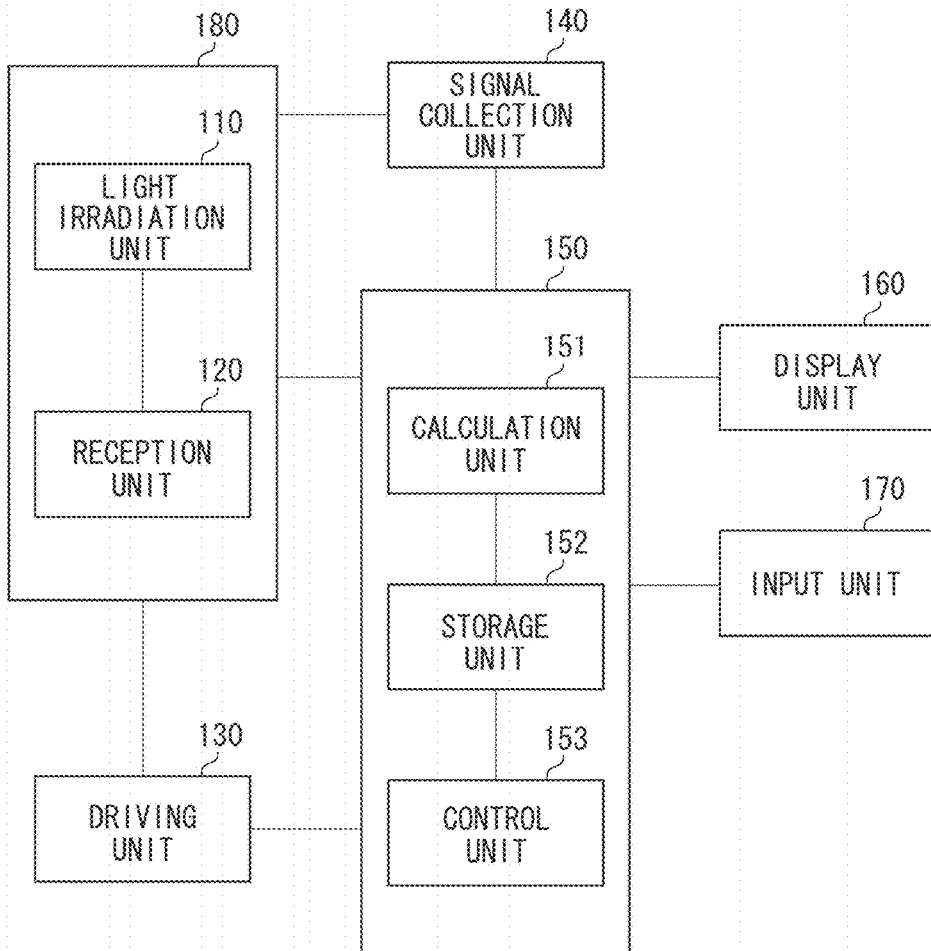 180
110
LIGHT
IRRADIATION
UNIT
120
RECEPTION
UNIT
130
DRIVING
UNIT
140
SIGNAL
COLLECTION
UNIT
150
151
CALCULATION
UNIT
152
STORAGE
UNIT
153
CONTROL
UNIT
160
DISPLAY
UNIT
170
INPUT UNIT